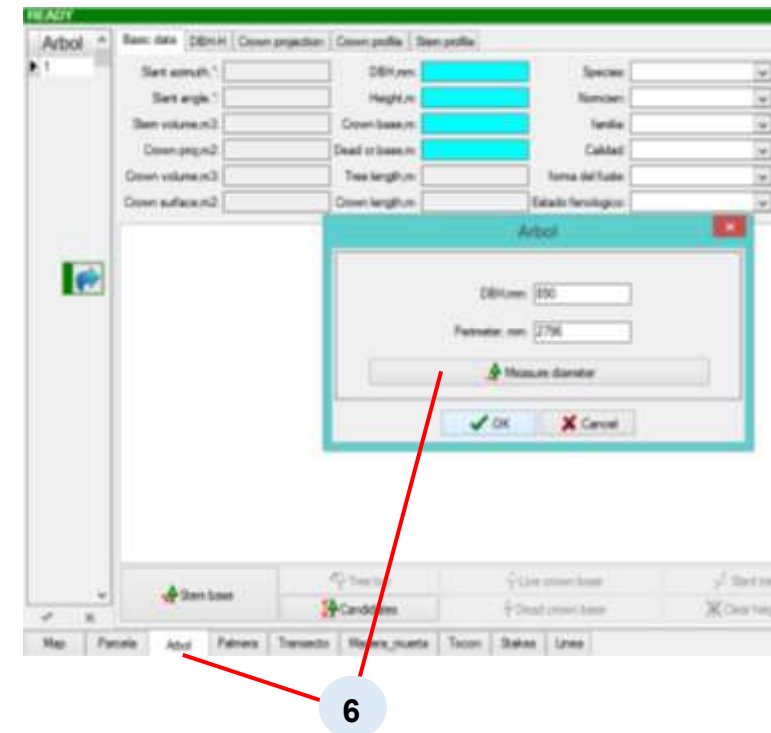 READY
Arbol
Basic data DBH,H Crown projection Crown profile Stem profile
1
Slant azimuth,° DBH,mm Species
Slant angle,° Height,m Nomcien
Stem volume,m3 Crown base,m familia
Crown proj,m2 Dead cr.base,m Calidad
Crown volume,m3 Tree length,m forma del fuste
Crown surface,m2 Crown length,m Estado fenologico
Arbol
DBH,mm 890
Perimeter, mm 2796
Measure diameter
OK Cancel
Stem base
Live crown base
Candidates Dead crown base
Map Parcela Arbol Palmera Transecto Madera_muerta Tocon Stakes Linea
6